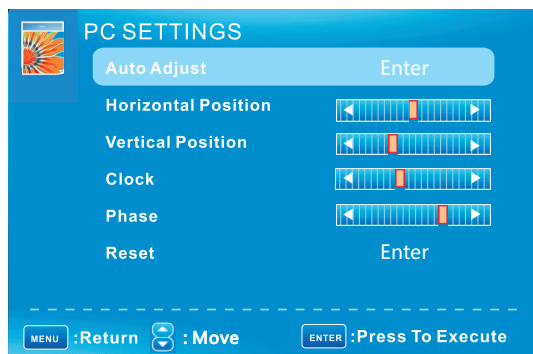 PC SETTINGS
Auto Adjust Enter
Horizontal Position
Vertical Position
Clock
Phase
Reset Enter
MENU :Return : Move ENTER :Press To Execute